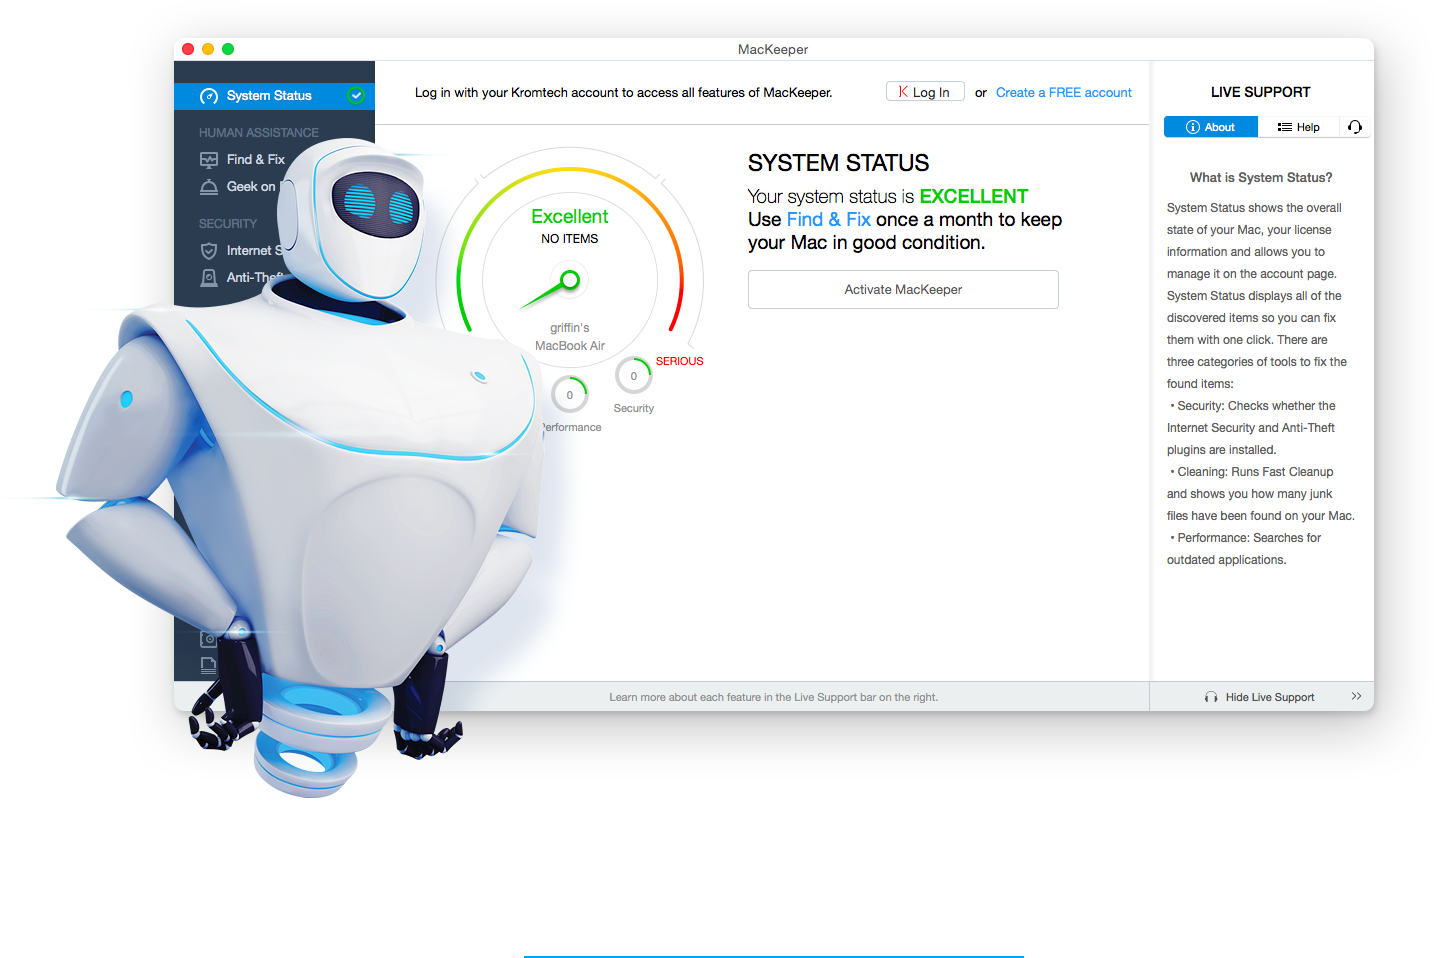 MacKeeper
System Status
HUMAN ASSISTANCE
Find & Fix
Geek on
SECURITY
Internet S
Anti-Thef
Log in with your Kromtech account to access all features of MacKeeper.
Log In
or
Create a FREE account
Excellent
NO ITEMS
griffin's
MacBook Air
SERIOUS
0
Security
0
erformance
SYSTEM STATUS
Your system status is EXCELLENT
Use Find & Fix once a month to keep
your Mac in good condition.
Activate MacKeeper
LIVE SUPPORT
About
Help
What is System Status?
System Status shows the overall
state of your Mac, your license
information and allows you to
manage it on the account page.
System Status displays all of the
discovered items so you can fix
them with one click. There are
three categories of tools to fix the
found items:
• Security: Checks whether the
Internet Security and Anti-Theft
plugins are installed.
• Cleaning: Runs Fast Cleanup
and shows you how many junk
files have been found on your Mac.
• Performance: Searches for
outdated applications.
Learn more about each feature in the Live Support bar on the right.
Hide Live Support